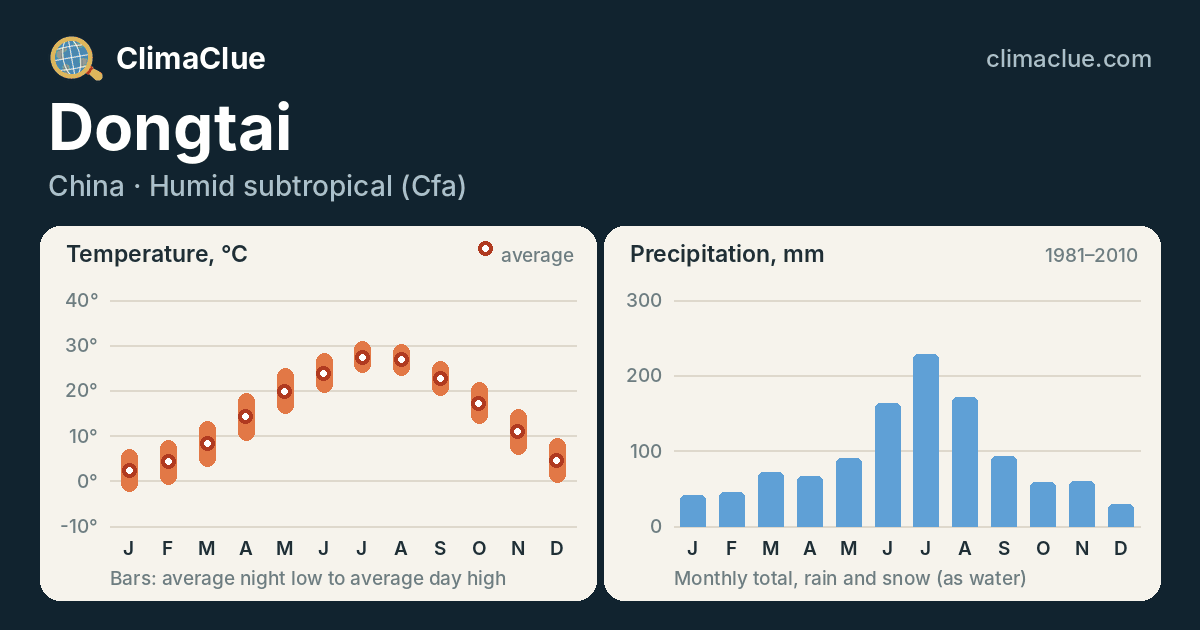 ClimaClue
climaclue.com
Dongtai
China · Humid subtropical (Cfa)
Temperature, °C
average
40°
30°
20°
10°
0°
-10°
J F M A M J J A S O N D
Bars: average night low to average day high
Precipitation, mm
1981–2010
300
200
100
0
J F M A M J J A S O N D
Monthly total, rain and snow (as water)